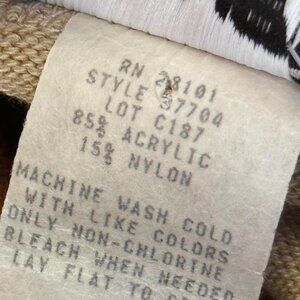 RN 28101
STYLE 37704
LOT C187
85% ACRYLIC
15% NYLON
MACHINE WASH COLD
WITH LIKE COLORS
ONLY NON-CHLORINE
BLEACH WHEN NEEDED
LAY FLAT TO